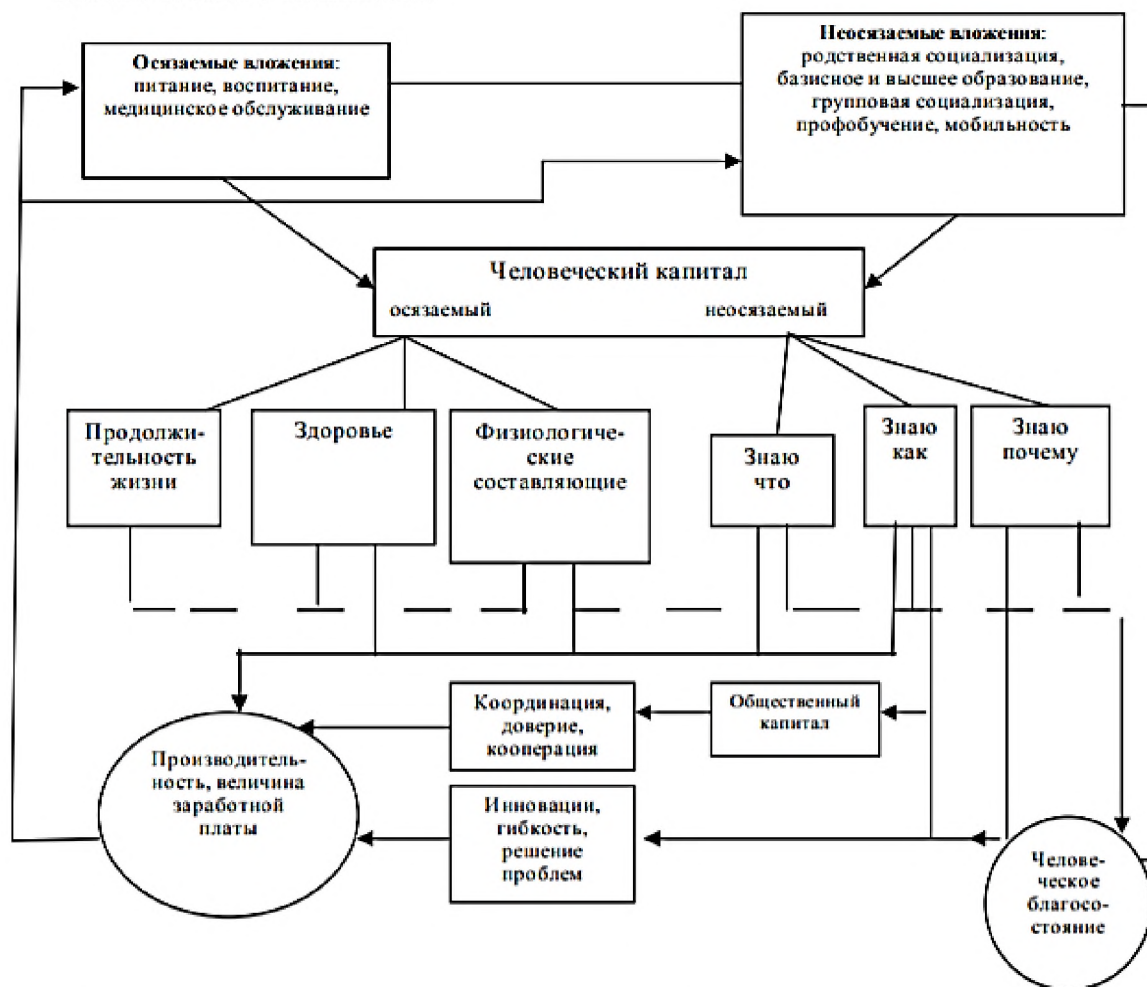 Осязаемые вложения:
питание, воспитание,
медицинское обслуживание
Неосязаемые вложения:
родственная социализация,
базисное и высшее образование,
групповая социализация,
профобучение, мобильность
Человеческий капитал
осязаемый
неосязаемый
Продолжи-
тельность
жизни
Здоровье
Физиологиче-
ские
составляющие
Знаю
что
Знаю
как
Знаю
почему
Координация,
доверие,
кооперация
Общественный
капитал
Производитель-
ность, величина
заработной
платы
Инновации,
гибкость,
решение
проблем
Челове-
ческое
благосо-
стояние